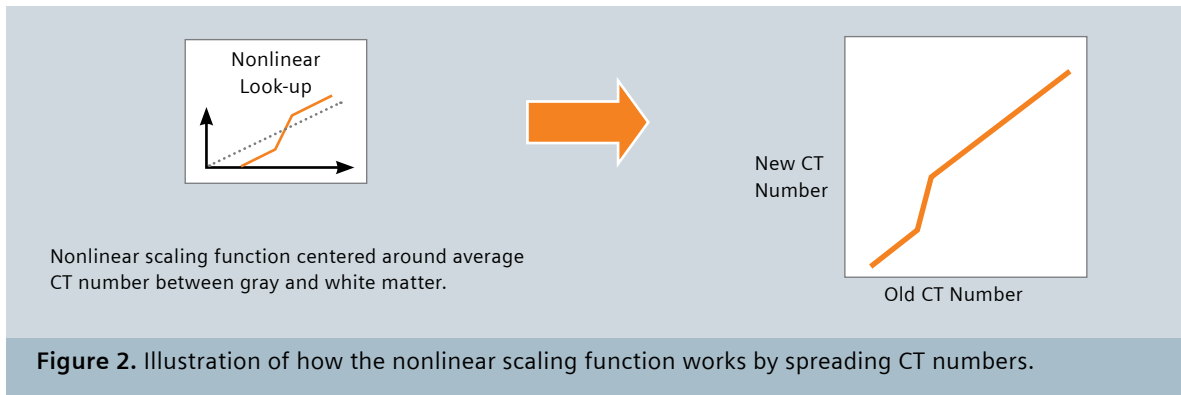 Nonlinear
Look-up
Nonlinear scaling function centered around average
CT number between gray and white matter.
New CT
Number
Old CT Number
Figure 2. Illustration of how the nonlinear scaling function works by spreading CT numbers.